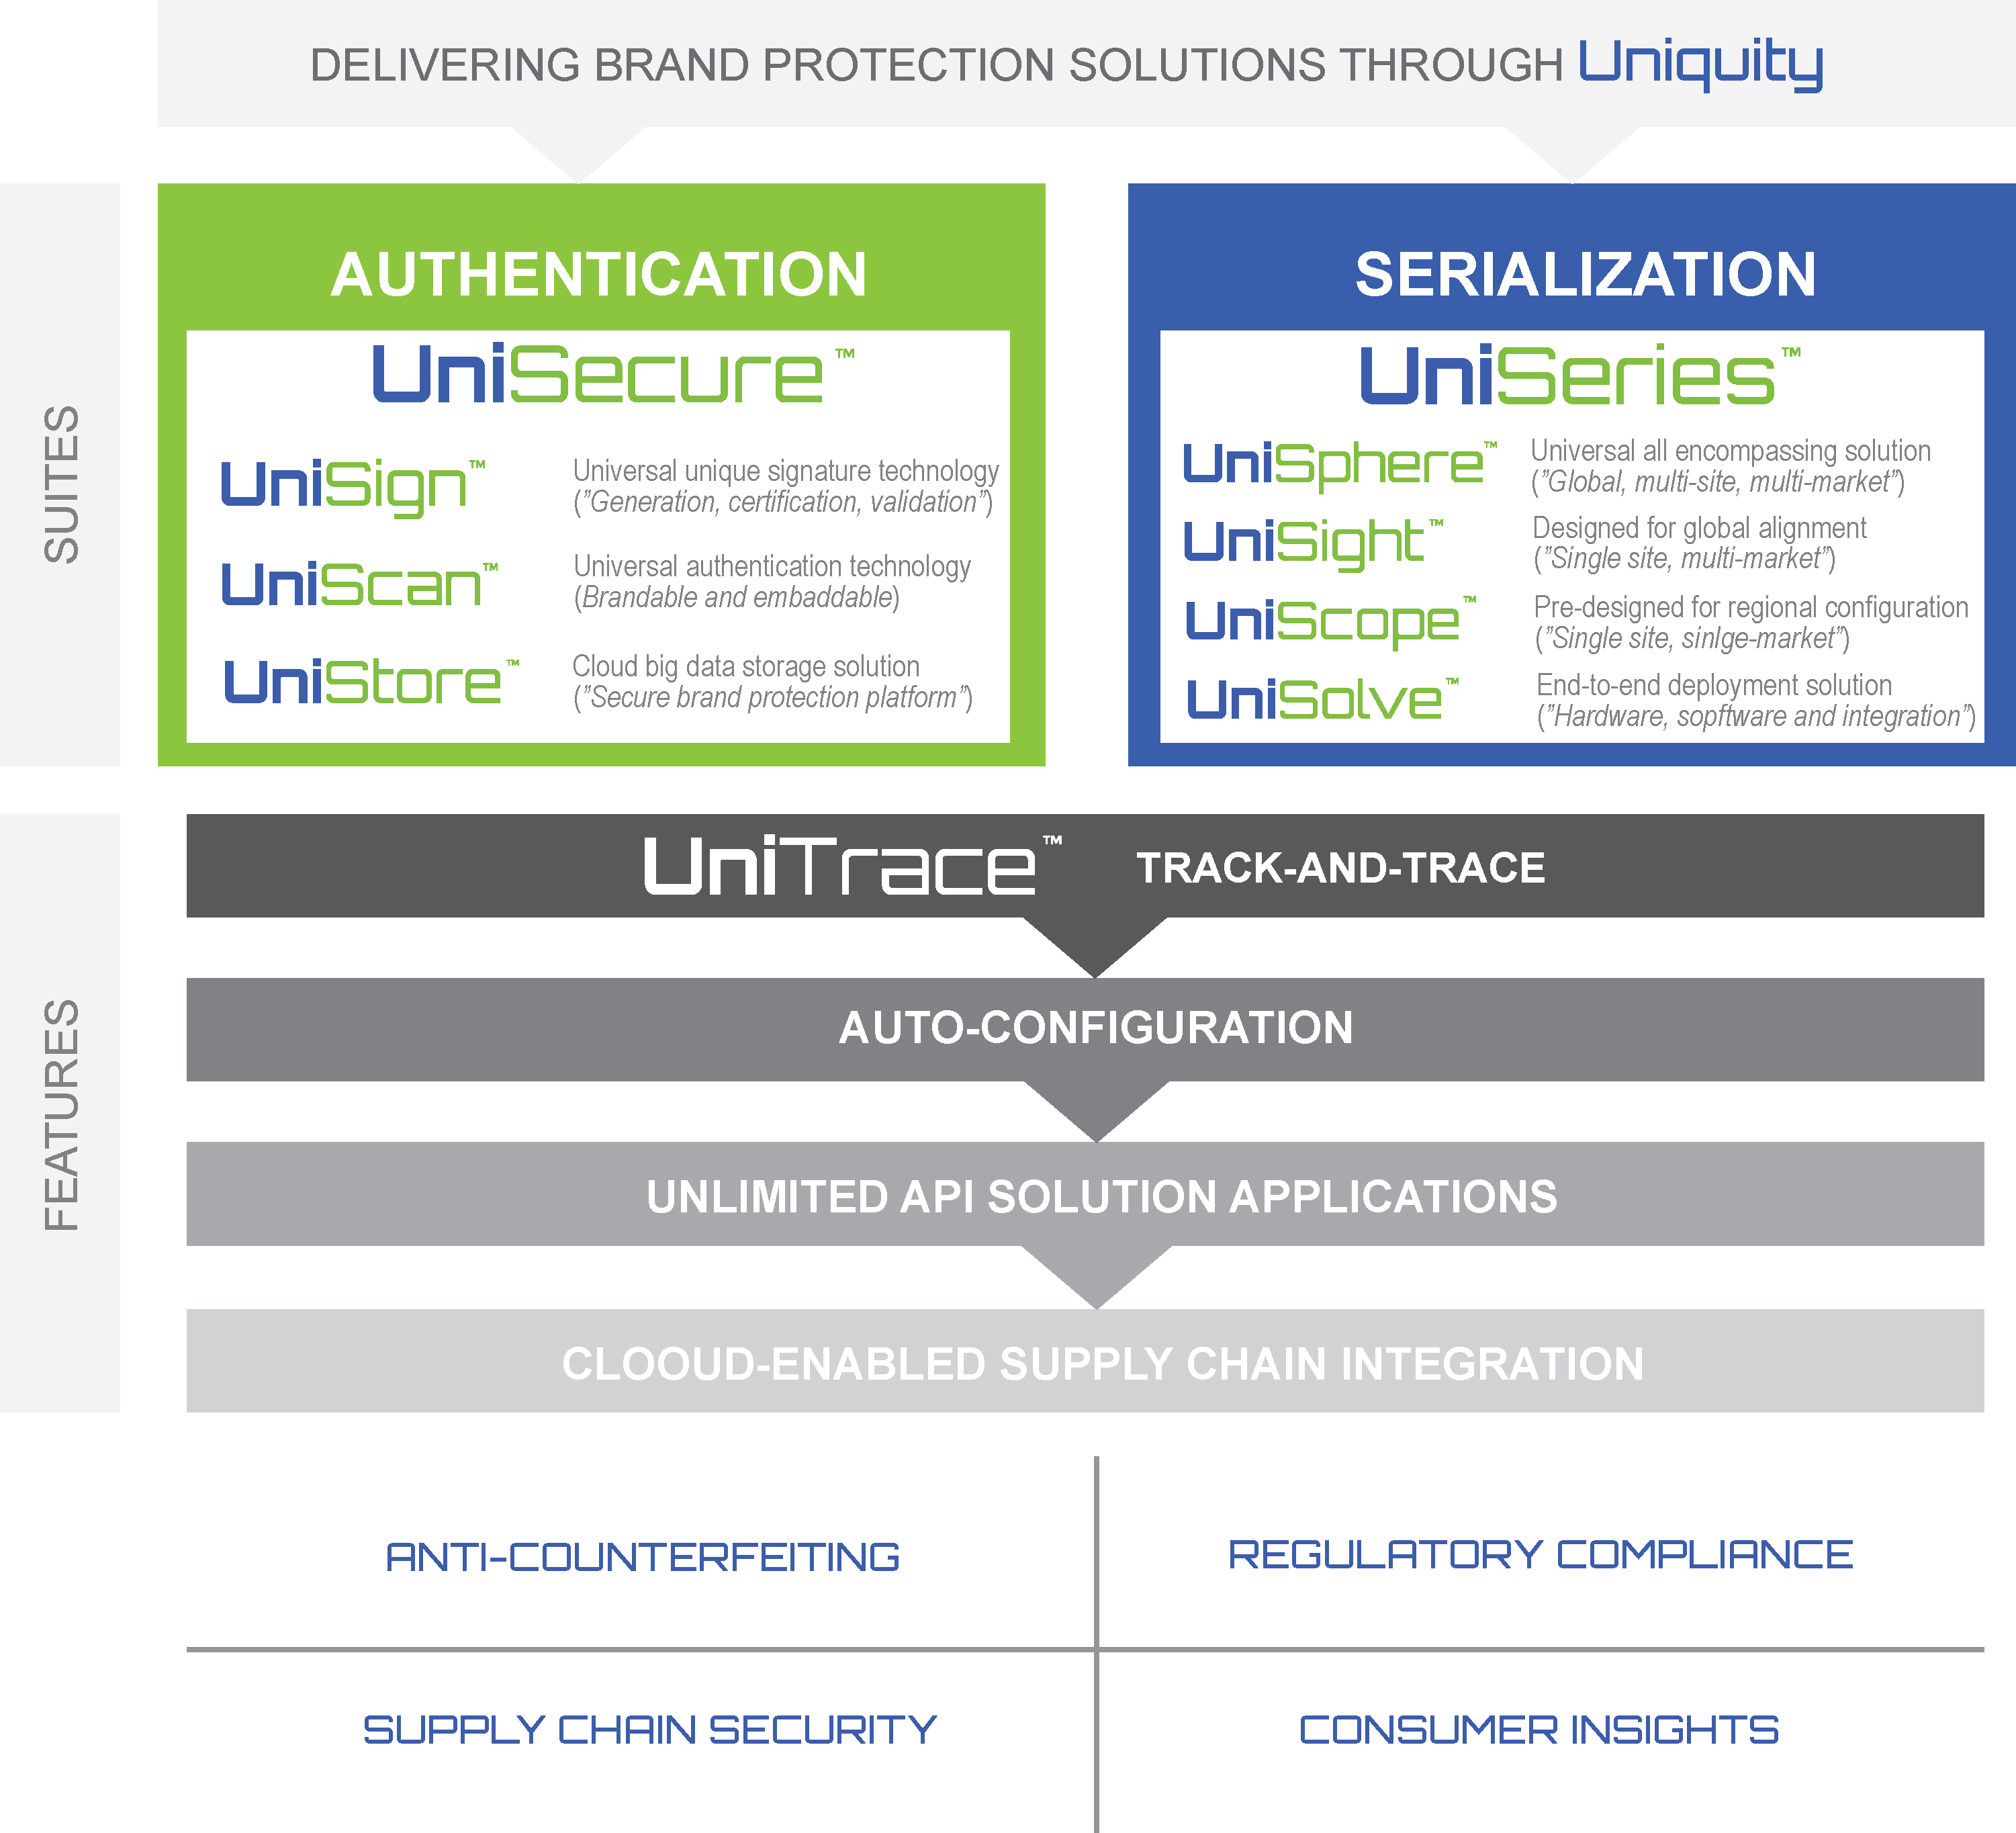 DELIVERING BRAND PROTECTION SOLUTIONS THROUGH Uniquity
SUITES
AUTHENTICATION
UniSecure™
UniSign™
Universal unique signature technology
(”Generation, certification, validation”)
UniScan™
Universal authentication technology
(Brandable and embaddable)
UniStore™
Cloud big data storage solution
(”Secure brand protection platform”)
SERIALIZATION
UniSeries™
UniSphere™
Universal all encompassing solution
(”Global, multi-site, multi-market”)
UniSight™
Designed for global alignment
(”Single site, multi-market”)
UniScope™
Pre-designed for regional configuration
(”Single site, sinlge-market”)
UniSolve™
End-to-end deployment solution
(”Hardware, sopftware and integration”)
FEATURES
UniTrace™ TRACK-AND-TRACE
AUTO-CONFIGURATION
UNLIMITED API SOLUTION APPLICATIONS
CLOOUD-ENABLED SUPPLY CHAIN INTEGRATION
ANTI-COUNTERFEITING
REGULATORY COMPLIANCE
SUPPLY CHAIN SECURITY
CONSUMER INSIGHTS